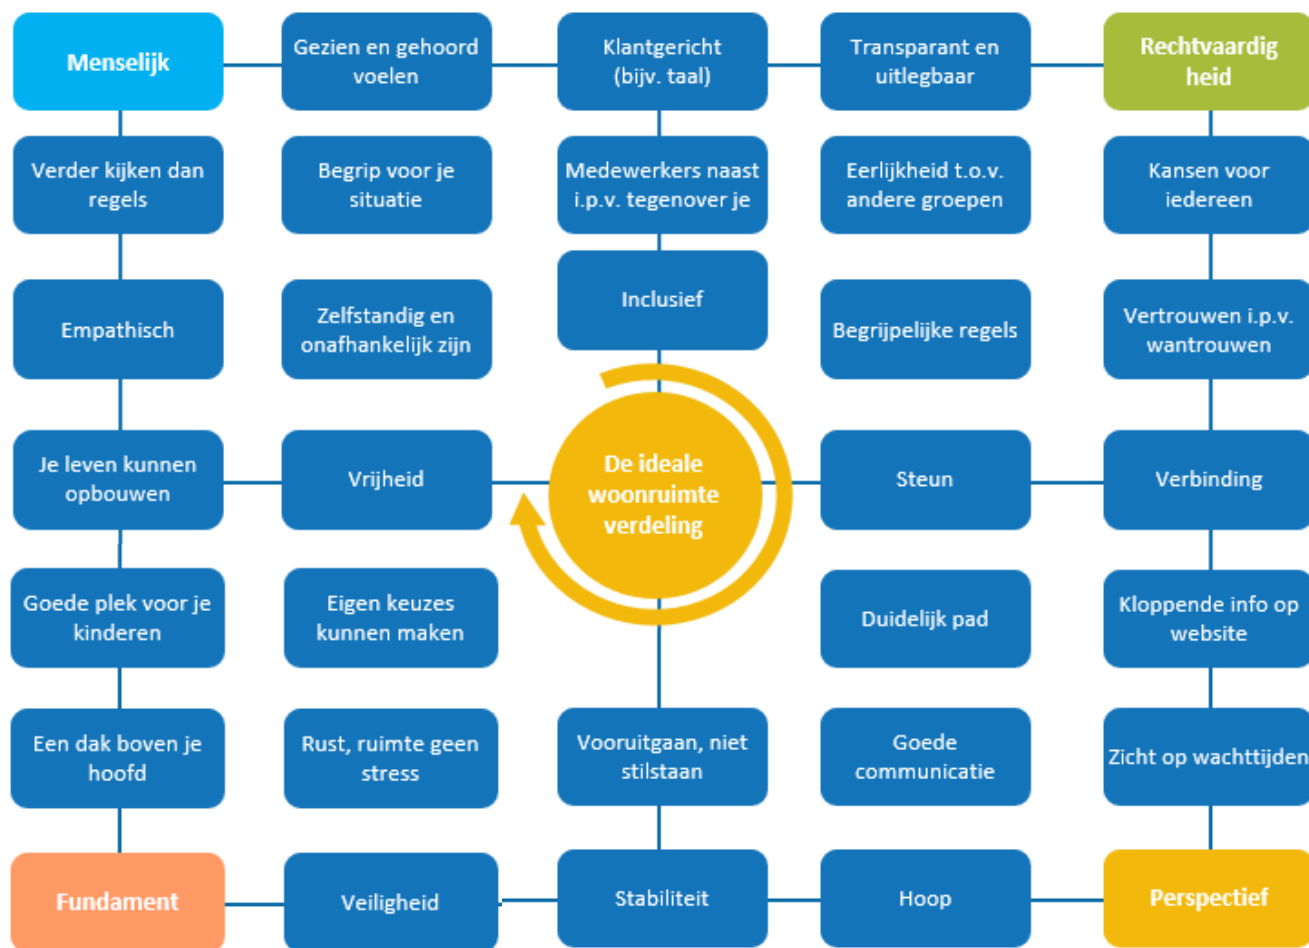 Menselijk
Gezien en gehoord
voelen
Klantgericht
(bijv. taal)
Transparant en
uitlegbaar
Rechtvaardig
heid
Verder kijken dan
regels
Begrip voor je
situatie
Medewerkers naast
i.p.v. tegenover je
Eerlijkheid t.o.v.
andere groepen
Kansen voor
iedereen
Empathisch
Zelfstandig en
onafhankelijk zijn
Inclusief
Begrijpelijke regels
Vertrouwen i.p.v.
wantrouwen
Je leven kunnen
opbouwen
Vrijheid
De ideale
woonruimte
verdeling
Steun
Verbinding
Goede plek voor je
kinderen
Eigen keuzes
kunnen maken
Duidelijk pad
Kloppende info op
website
Een dak boven je
hoofd
Rust, ruimte geen
stress
Vooruitgaan, niet
stilstaan
Goede
communicatie
Zicht op wachttijden
Fundament
Veiligheid
Stabiliteit
Hoop
Perspectief